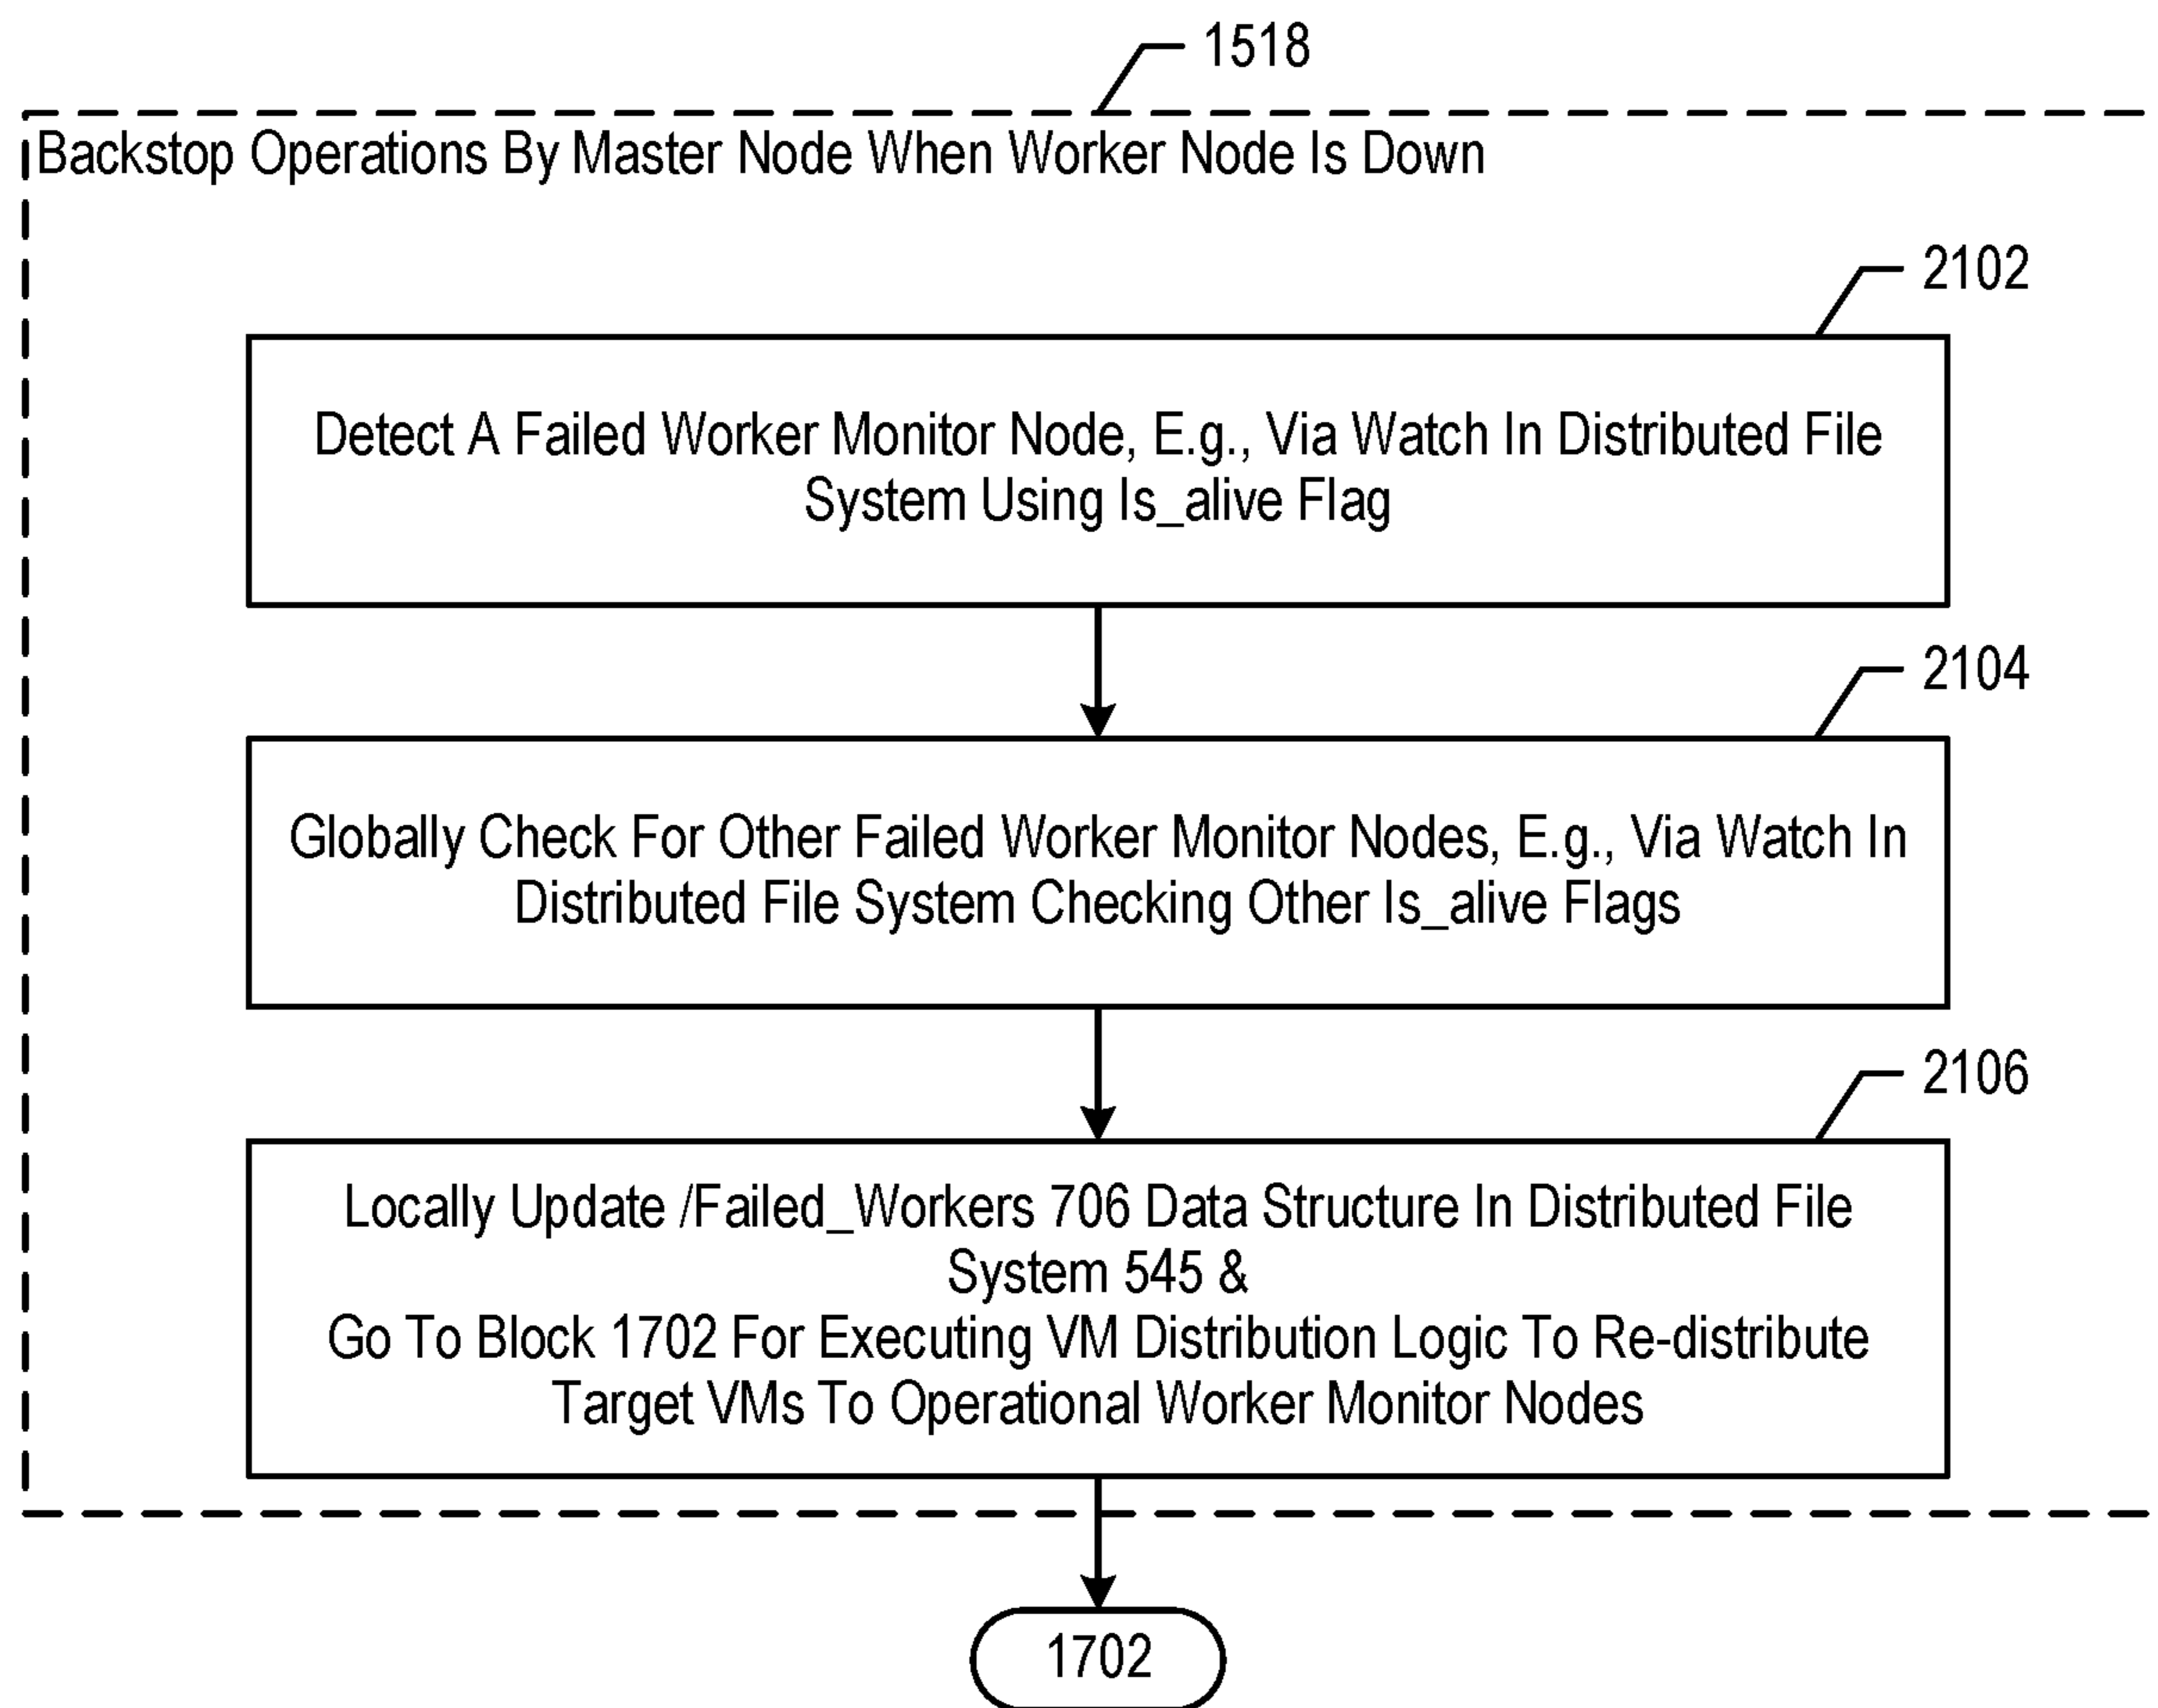 1518
Backstop Operations By Master Node When Worker Node Is Down
2102
Detect A Failed Worker Monitor Node, E.g., Via Watch In Distributed File
System Using Is_alive Flag
2104
Globally Check For Other Failed Worker Monitor Nodes, E.g., Via Watch In
Distributed File System Checking Other Is_alive Flags
2106
Locally Update /Failed_Workers 706 Data Structure In Distributed File
System 545 &
Go To Block 1702 For Executing VM Distribution Logic To Re-distribute
Target VMs To Operational Worker Monitor Nodes
1702